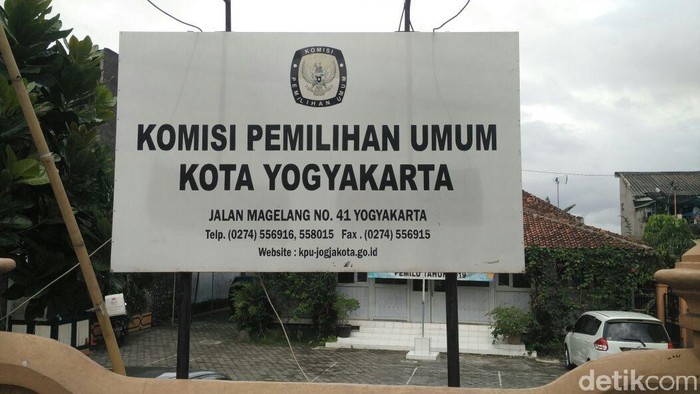 KOMISI
PEMILIHAN UMUM
KOMISI PEMILIHAN UMUM
KOTA YOGYAKARTA
JALAN MAGELANG NO. 41 YOGYAKARTA
Telp. (0274) 556916, 558015 Fax . (0274) 556915
Website : kpu-jogjakota.go.id
PEMILU TAHUN 2019
detikcom